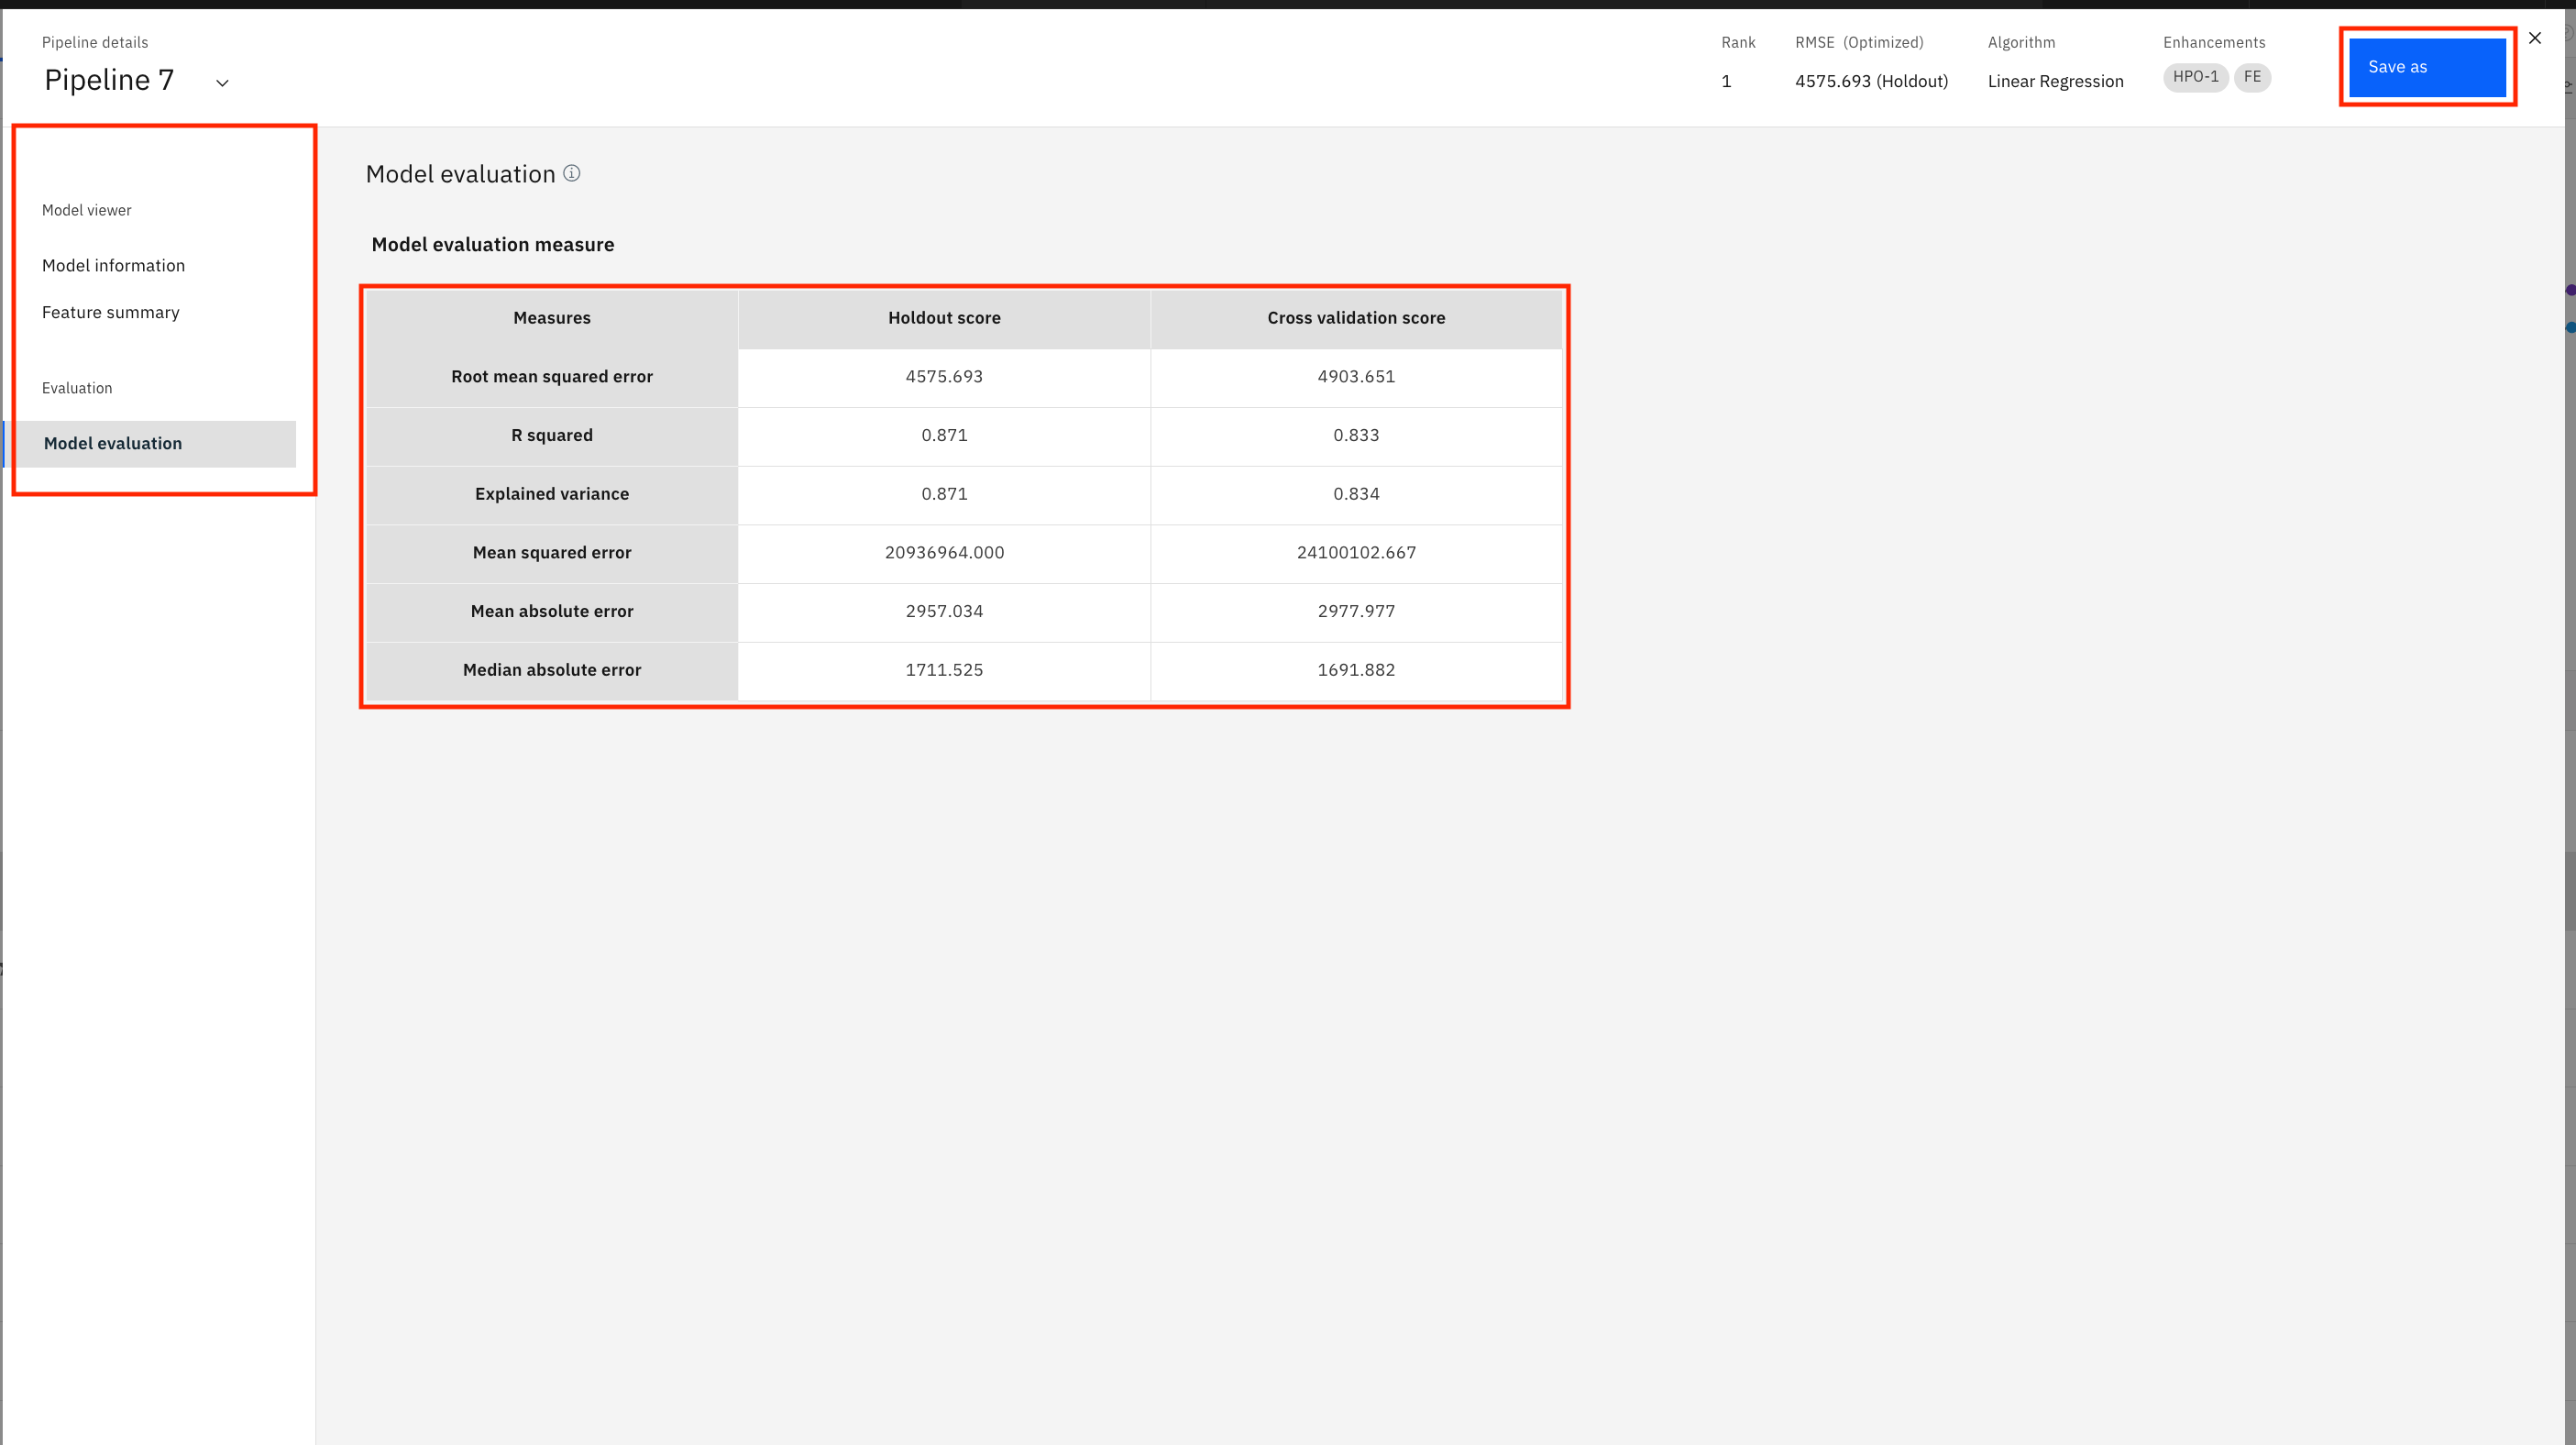 Pipeline details
Pipeline 7
Rank RMSE (Optimized) Algorithm Enhancements
1 4575.693 (Holdout) Linear Regression HPO-1 FE
Save as
Model viewer
Model information
Feature summary
Evaluation
Model evaluation
Model evaluation
Model evaluation measure
Measures Holdout score Cross validation score
Root mean squared error 4575.693 4903.651
R squared 0.871 0.833
Explained variance 0.871 0.834
Mean squared error 20936964.000 24100102.667
Mean absolute error 2957.034 2977.977
Median absolute error 1711.525 1691.882